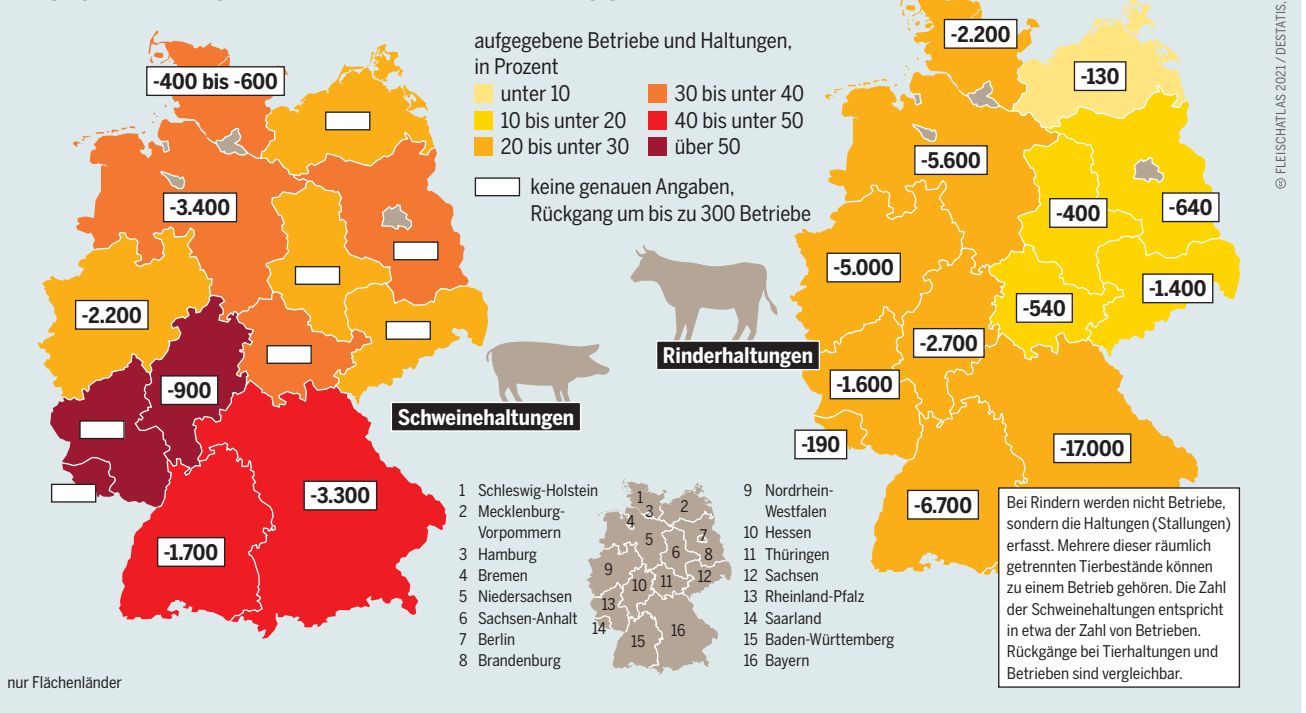 aufgegebene Betriebe und Haltungen,
in Prozent
unter 10
10 bis unter 20
20 bis unter 30
30 bis unter 40
40 bis unter 50
über 50
keine genauen Angaben,
Rückgang um bis zu 300 Betriebe
-400 bis -600
-3.400
-2.200
-900
-3.300
-1.700
Schweinehaltungen
Rinderhaltungen
-2.200
-130
-5.600
-400
-640
-5.000
-1.400
-540
-2.700
-1.600
-190
-17.000
-6.700
1 Schleswig-Holstein
2 Mecklenburg-
Vorpommern
3 Hamburg
4 Bremen
5 Niedersachsen
6 Sachsen-Anhalt
7 Berlin
8 Brandenburg
1
2
3
4
5
6
7
8
9
10
11
12
13
14
15
16
9 Nordrhein-
Westfalen
10 Hessen
11 Thüringen
12 Sachsen
13 Rheinland-Pfalz
14 Saarland
15 Baden-Württemberg
16 Bayern
Bei Rindern werden nicht Betriebe,
sondern die Haltungen (Stallungen)
erfasst. Mehrere dieser räumlich
getrennten Tierbestände können
zu einem Betrieb gehören. Die Zahl
der Schweinehaltungen entspricht
in etwa der Zahl von Betrieben.
Rückgänge bei Tierhaltungen und
Betrieben sind vergleichbar.
nur Flächenländer
© FLEISCHATLAS 2021 / DESTATIS,